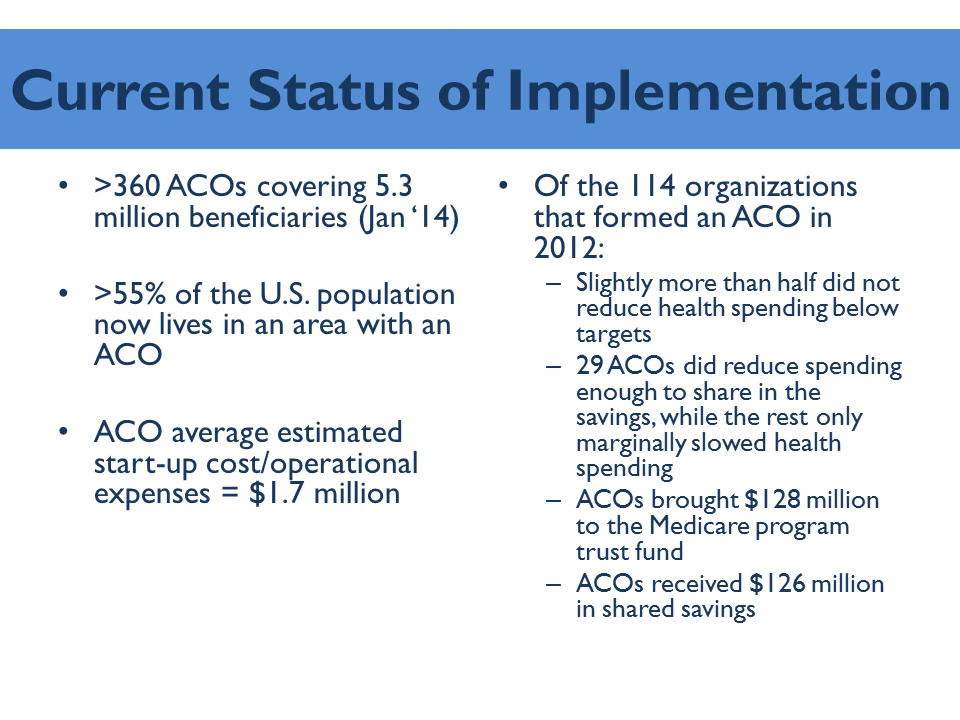 Current Status of Implementation
• >360 ACOs covering 5.3
million beneficiaries (Jan ‘14)
• >55% of the U.S. population
now lives in an area with an
ACO
• ACO average estimated
start-up cost/operational
expenses = $1.7 million
• Of the 114 organizations
that formed an ACO in
2012:
– Slightly more than half did not
reduce health spending below
targets
– 29 ACOs did reduce spending
enough to share in the
savings, while the rest only
marginally slowed health
spending
– ACOs brought $128 million
to the Medicare program
trust fund
– ACOs received $126 million
in shared savings